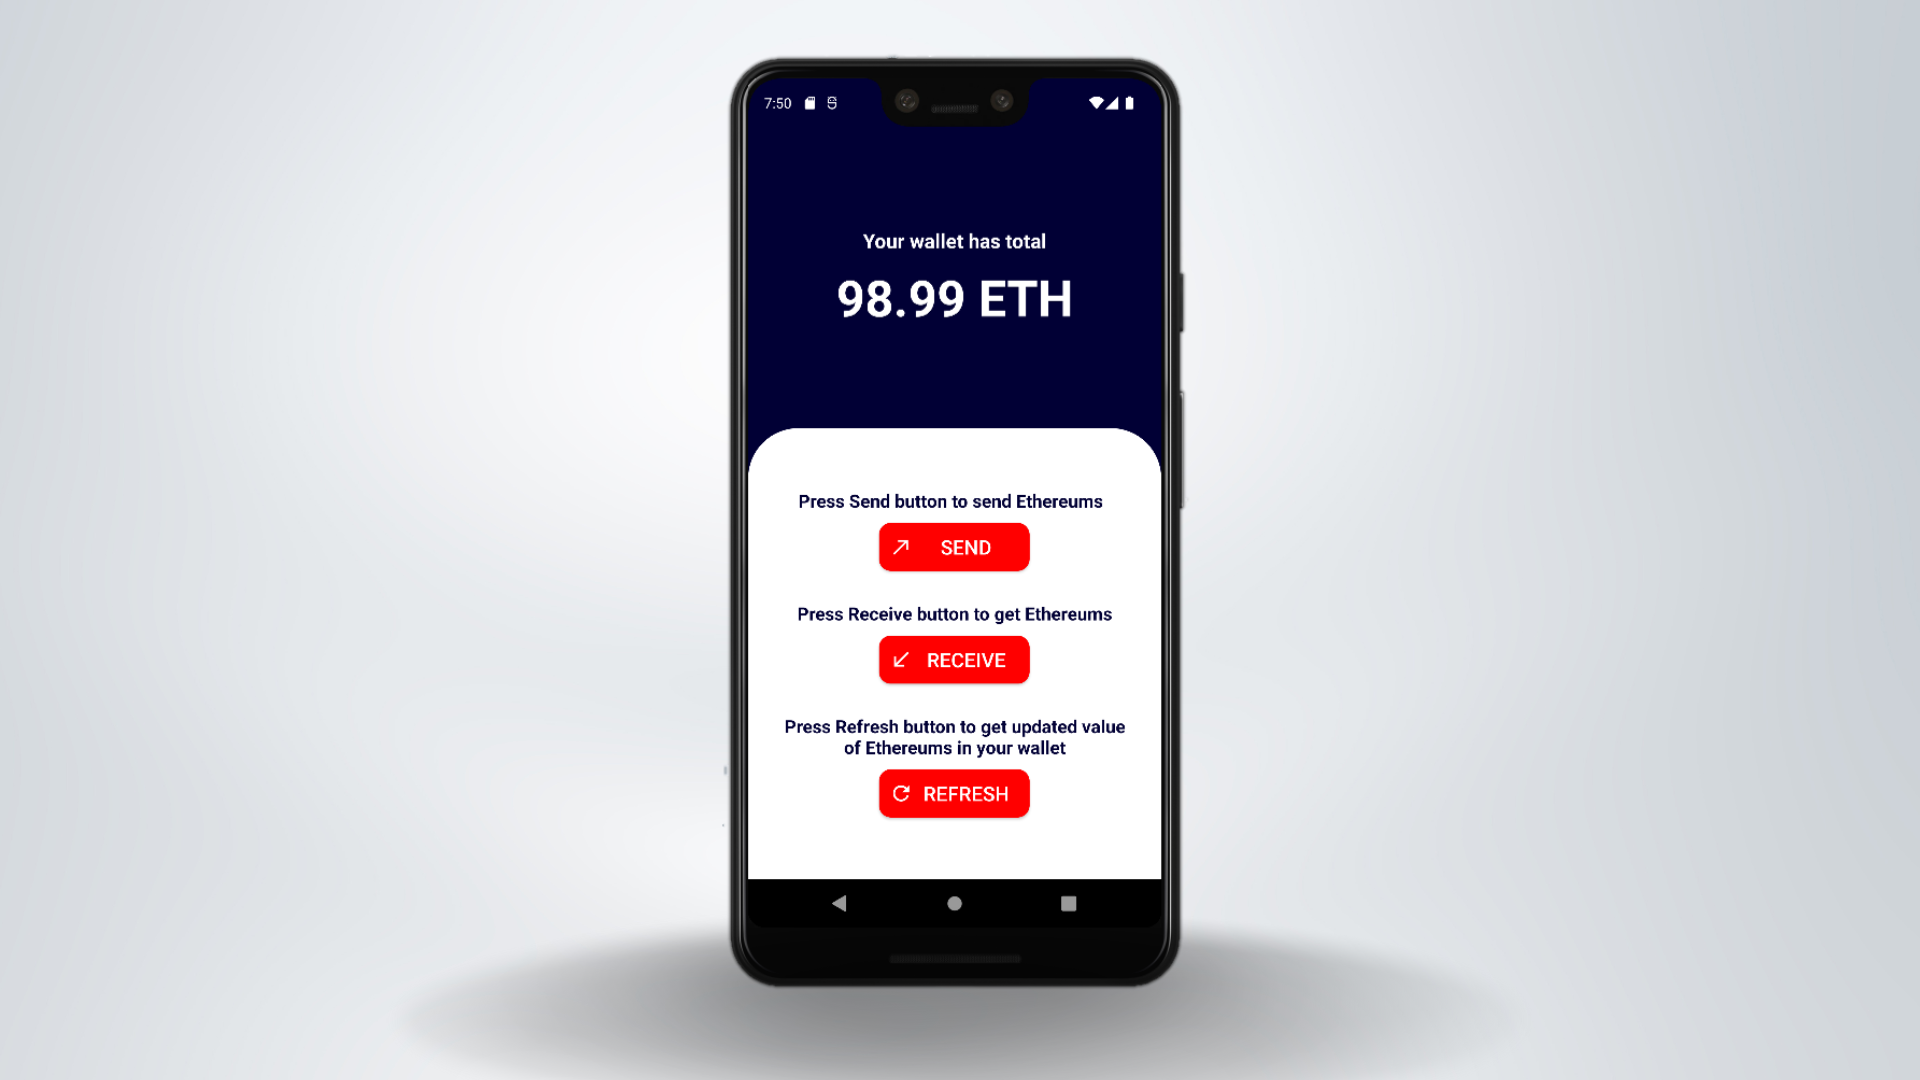 7:50
Your wallet has total
98.99 ETH
Press Send button to send Ethereums
SEND
Press Receive button to get Ethereums
RECEIVE
Press Refresh button to get updated value
of Ethereums in your wallet
REFRESH